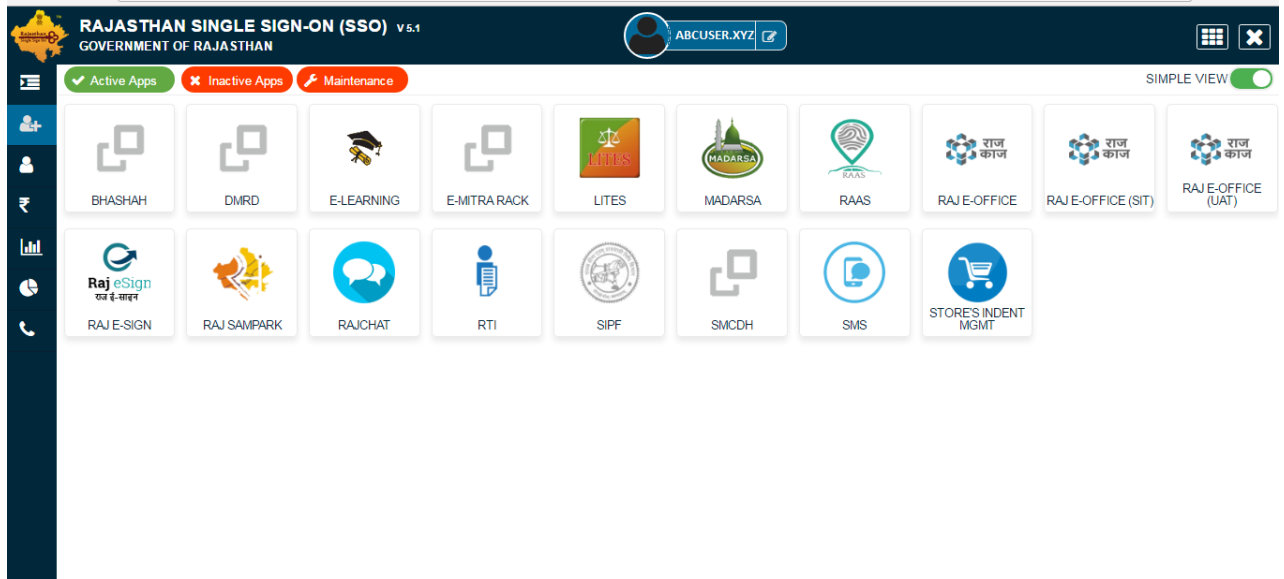 RAJASTHAN SINGLE SIGN-ON (SSO) V 5.1
GOVERNMENT OF RAJASTHAN
ABCUSER.XYZ
Active Apps
Inactive Apps
Maintenance
SIMPLE VIEW
BHASHAH
DMRD
E-LEARNING
E-MITRA RACK
LITES
LITES
MADARSA
MADARSA
RAAS
RAAS
राज
काज
RAJ E-OFFICE
राज
काज
RAJ E-OFFICE (SIT)
राज
काज
RAJ E-OFFICE
(UAT)
Raj eSign
राज ई-साइन
RAJ E-SIGN
RAJ SAMPARK
RAJCHAT
RTI
SIPF
SMCDH
SMS
STORE'S INDENT
MGMT